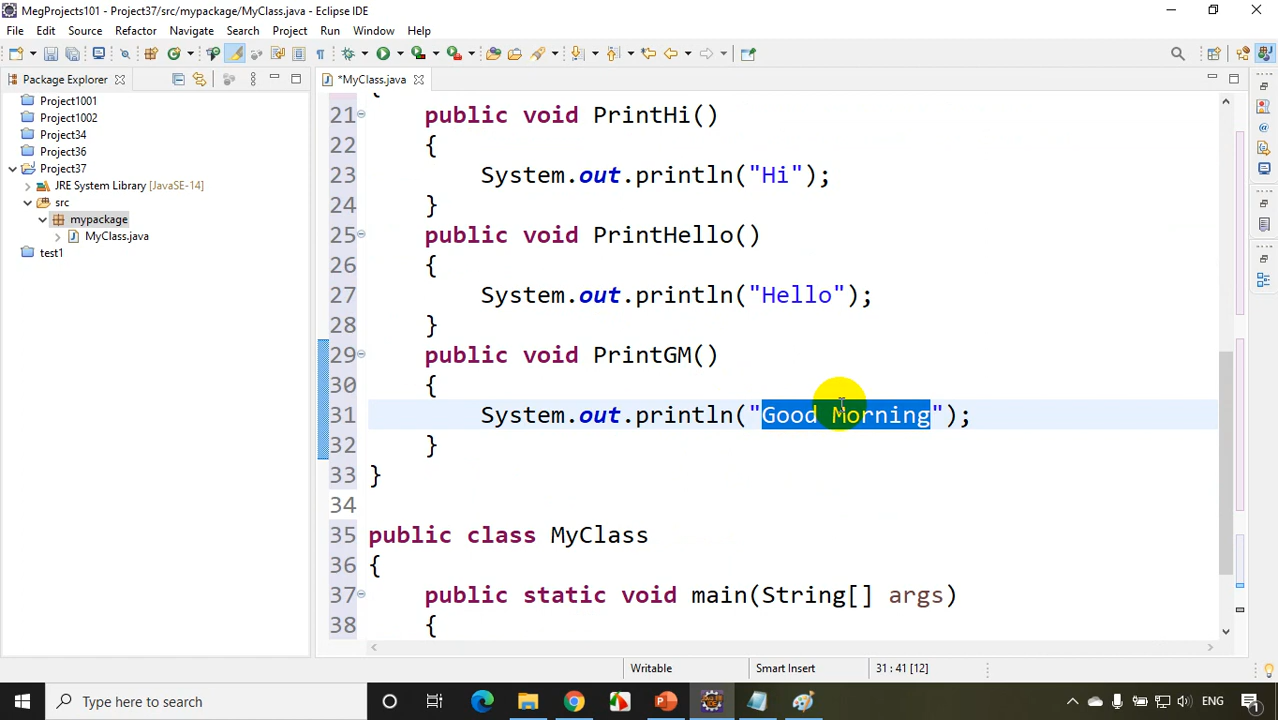 MegProjects101 - Project37/src/mypackage/MyClass.java - Eclipse IDE
File Edit Source Refactor Navigate Search Project Run Window Help
Package Explorer
*MyClass.java
Project1001
Project1002
Project34
Project36
Project37
JRE System Library [JavaSE-14]
src
mypackage
MyClass.java
test1
{
21 public void PrintHi()
22 {
23 System.out.println("Hi");
24 }
25 public void PrintHello()
26 {
27 System.out.println("Hello");
28 }
29 public void PrintGM()
30 {
31 System.out.println("Good Morning");
32 }
33 }
34
35 public class MyClass
36 {
37 public static void main(String[] args)
38 {
Writable Smart Insert 31 : 41 [12]
Type here to search
ENG
1